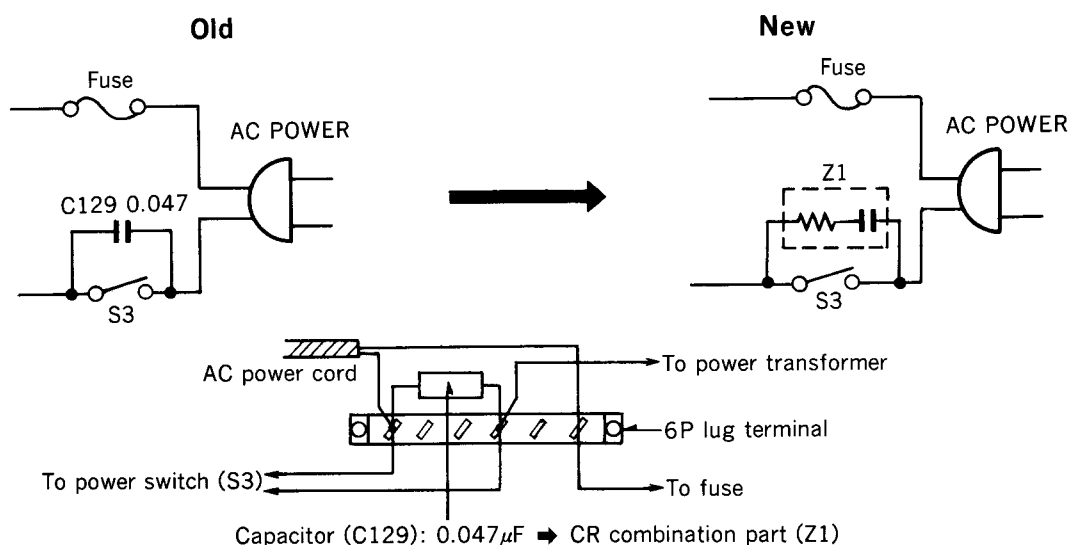 Old
New
Fuse
Fuse
AC POWER
AC POWER
C129 0.047
Z1
S3
S3
AC power cord
To power transformer
6P lug terminal
To power switch (S3)
To fuse
Capacitor (C129): 0.047μF ➡ CR combination part (Z1)